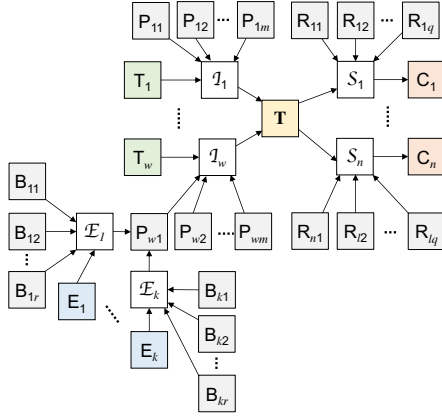 P11 P12 ... P1m R11 R12 ... R1q
T1 I1 S1 C1
T
Tw Iw Sn Cn
B11
B12 El Pw1 Pw2 .... Pwm Rn1 Rl2 ... Rlq
B1r Ek Bk1
E1 Bk2
Ek
Bkr